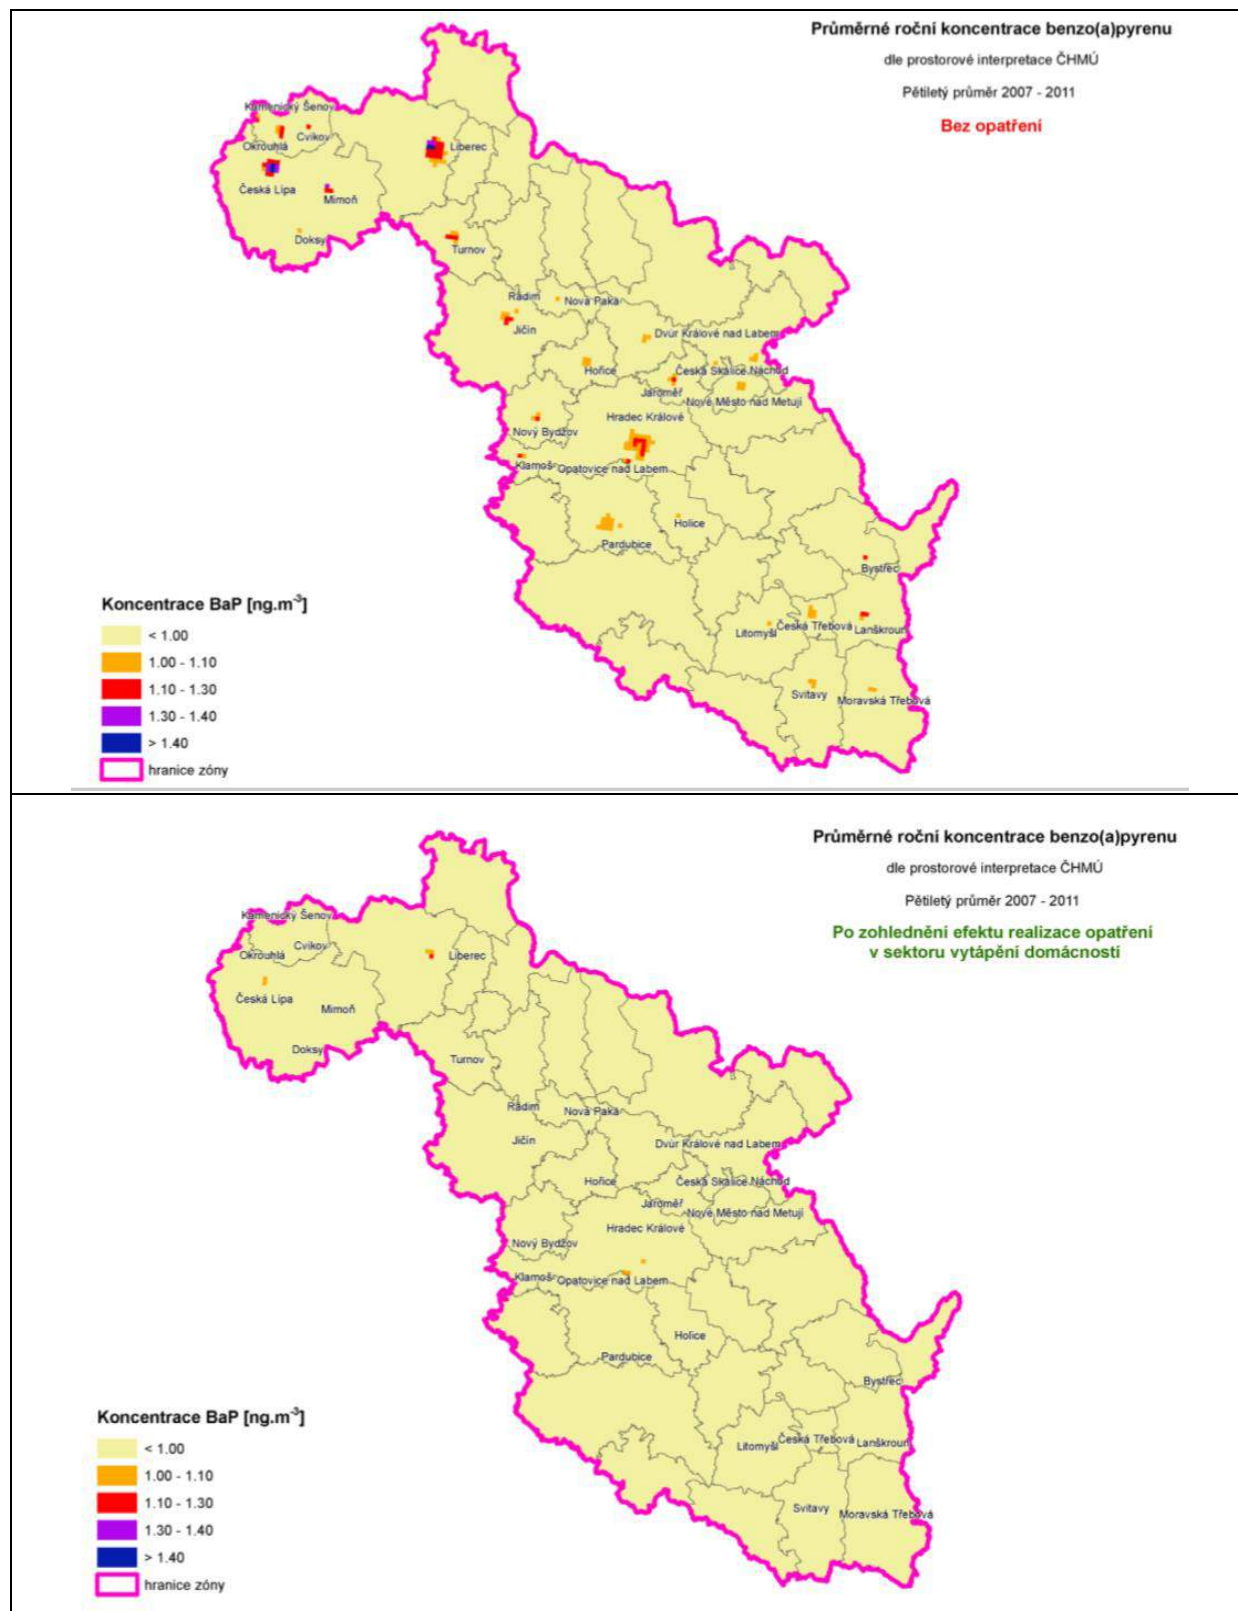 Průměrné roční koncentrace benzo(a)pyrenu
dle prostorové interpretace ČHMÚ
Pětiletý průměr 2007 - 2011
Bez opatření
Kamenický Šenov
Cvikov
Okrouhlá
Liberec
Česká Lípa
Mimoň
Doksy
Turnov
Radim
Nová Paka
Jičín
Dvůr Králové nad Labem
Hořice
Česká Skalice
Náchod
Jaroměř
Nové Město nad Metují
Hradec Králové
Nový Bydžov
Klamoš
Opatovice nad Labem
Holice
Pardubice
Bystřec
Litomyšl
Česká Třebová
Lanškroun
Svitavy
Moravská Třebová
Koncentrace BaP [ng.m-3]
< 1.00
1.00 - 1.10
1.10 - 1.30
1.30 - 1.40
> 1.40
hranice zóny
Průměrné roční koncentrace benzo(a)pyrenu
dle prostorové interpretace ČHMÚ
Pětiletý průměr 2007 - 2011
Po zohlednění efektu realizace opatření
v sektoru vytápění domácností
Kamenický Šenov
Cvikov
Okrouhlá
Liberec
Česká Lípa
Mimoň
Doksy
Turnov
Radim
Nová Paka
Jičín
Dvůr Králové nad Labem
Hořice
Česká Skalice
Náchod
Jaroměř
Nové Město nad Metují
Hradec Králové
Nový Bydžov
Klamoš
Opatovice nad Labem
Holice
Pardubice
Bystřec
Litomyšl
Česká Třebová
Lanškroun
Svitavy
Moravská Třebová
Koncentrace BaP [ng.m-3]
< 1.00
1.00 - 1.10
1.10 - 1.30
1.30 - 1.40
> 1.40
hranice zóny